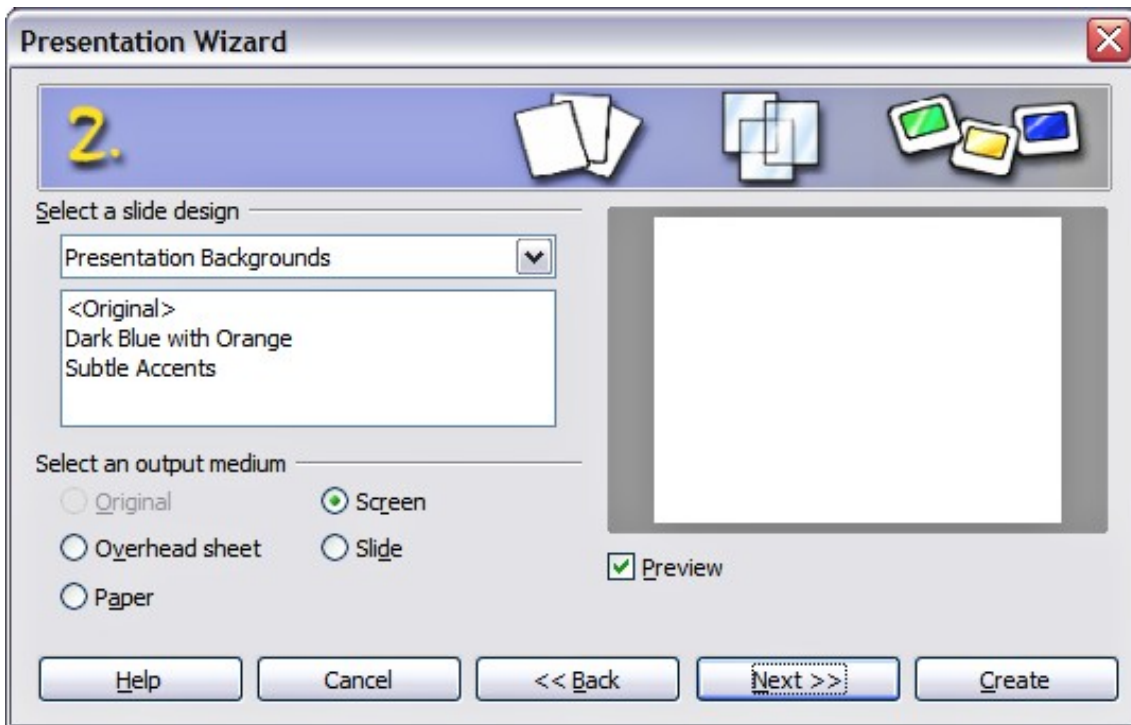 Presentation Wizard
2.
Select a slide design
Presentation Backgrounds
<Original>
Dark Blue with Orange
Subtle Accents
Select an output medium
Original
Screen
Overhead sheet
Slide
Paper
Preview
Help
Cancel
<< Back
Next >>
Create